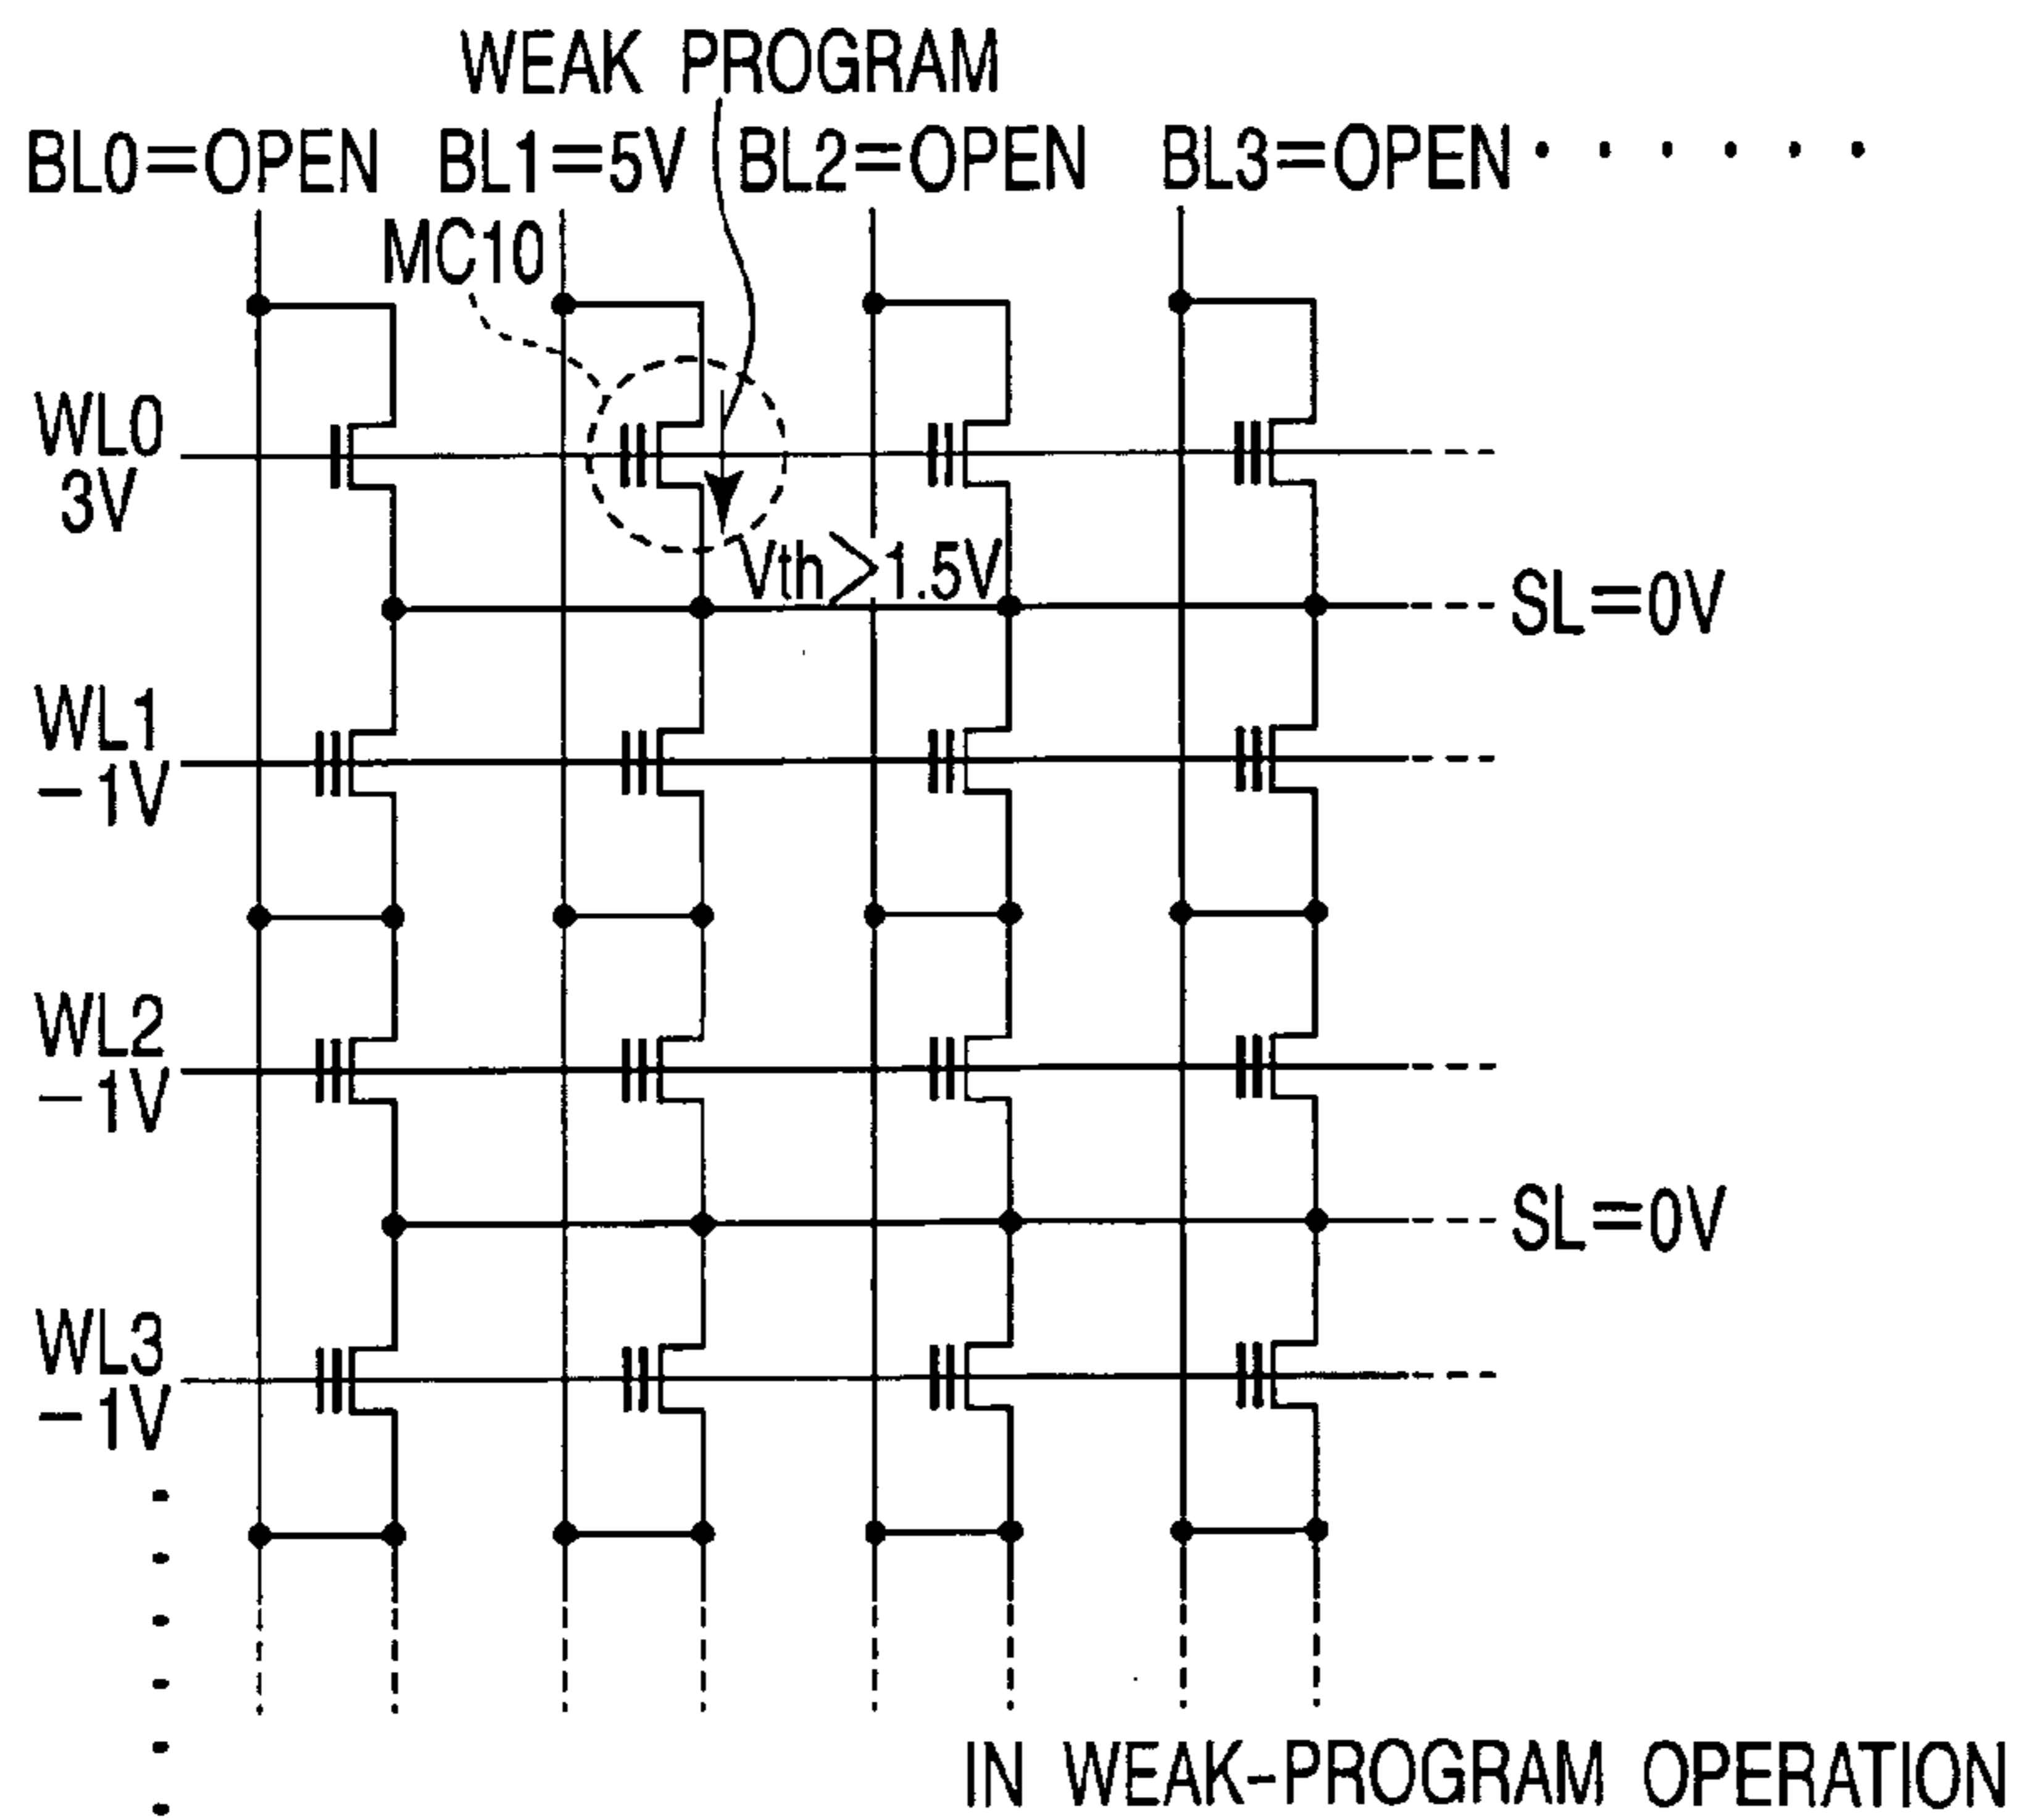 WEAK PROGRAM
BL0=OPEN BL1=5V BL2=OPEN BL3=OPEN ······
MC10
WL0
3V
Vth>1.5V
SL=0V
WL1
-1V
WL2
-1V
SL=0V
WL3
-1V
IN WEAK-PROGRAM OPERATION